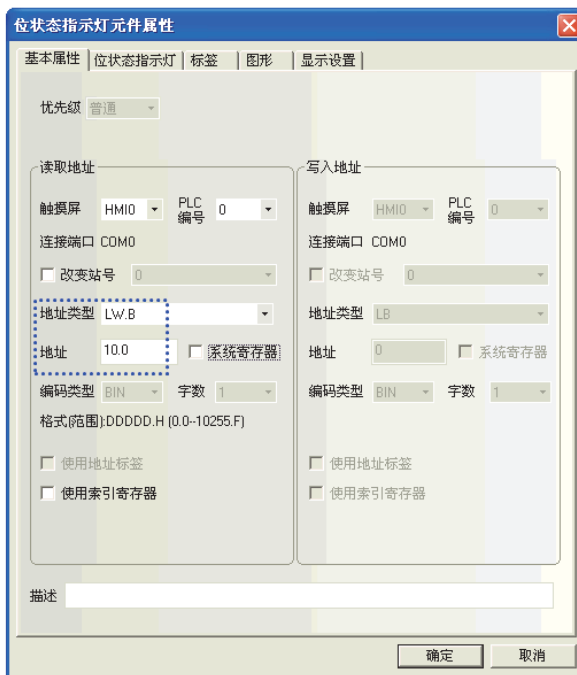 位状态指示灯元件属性
基本属性 位状态指示灯 标签 图形 显示设置
优先级 普通
读取地址
触摸屏 HMI0 PLC编号 0
连接端口 COM0
改变站号 0
地址类型 LW.B
地址 10.0 系统寄存器
编码类型 BIN 字数 1
格式(范围):DDDDD.H (0.0--10255.F)
使用地址标签
使用索引寄存器
写入地址
触摸屏 HMI0 PLC编号 0
连接端口 COM0
改变站号 0
地址类型 LB
地址 0 系统寄存器
编码类型 BIN 字数 1
使用地址标签
使用索引寄存器
描述
确定 取消